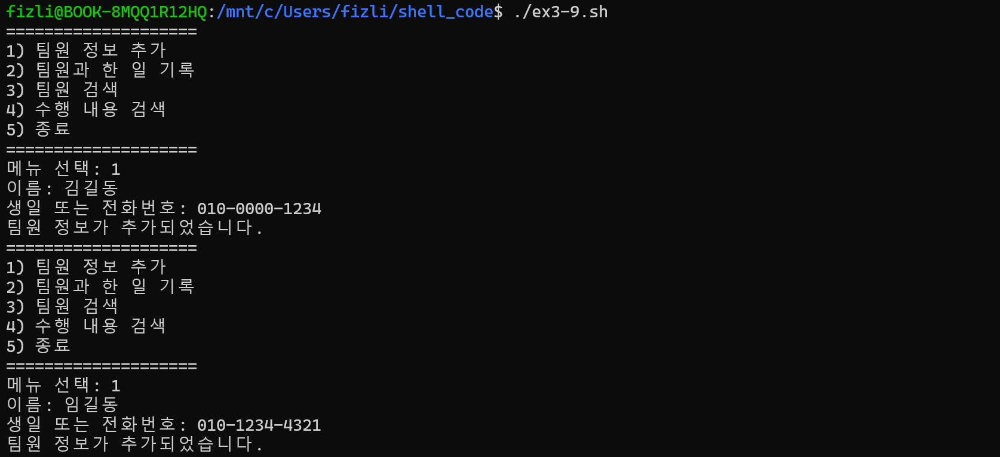 fizli@BOOK-8MQQ1R12HQ:/mnt/c/Users/fizli/shell_code$ ./ex3-9.sh
====================
1) 팀원 정보 추가
2) 팀원과 한 일 기록
3) 팀원 검색
4) 수행 내용 검색
5) 종료
====================
메뉴 선택: 1
이름: 김길동
생일 또는 전화번호: 010-0000-1234
팀원 정보가 추가되었습니다.
====================
1) 팀원 정보 추가
2) 팀원과 한 일 기록
3) 팀원 검색
4) 수행 내용 검색
5) 종료
====================
메뉴 선택: 1
이름: 임길동
생일 또는 전화번호: 010-1234-4321
팀원 정보가 추가되었습니다.